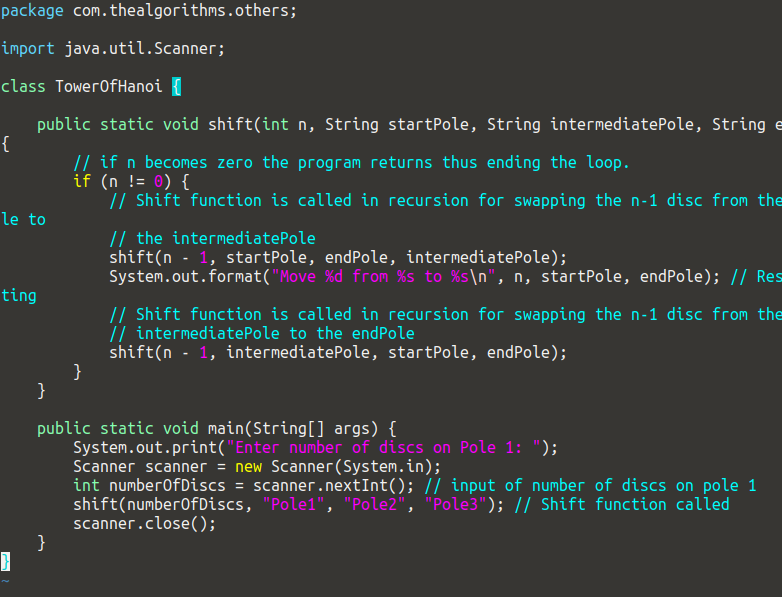 package com.thealgorithms.others;

import java.util.Scanner;

class TowerOfHanoi {

    public static void shift(int n, String startPole, String intermediatePole, String e
{
        // if n becomes zero the program returns thus ending the loop.
        if (n != 0) {
            // Shift function is called in recursion for swapping the n-1 disc from the
le to
            // the intermediatePole
            shift(n - 1, startPole, endPole, intermediatePole);
            System.out.format("Move %d from %s to %s\n", n, startPole, endPole); // Res
ting
            // Shift function is called in recursion for swapping the n-1 disc from the
            // intermediatePole to the endPole
            shift(n - 1, intermediatePole, startPole, endPole);
        }
    }

    public static void main(String[] args) {
        System.out.print("Enter number of discs on Pole 1: ");
        Scanner scanner = new Scanner(System.in);
        int numberOfDiscs = scanner.nextInt(); // input of number of discs on pole 1
        shift(numberOfDiscs, "Pole1", "Pole2", "Pole3"); // Shift function called
        scanner.close();
    }
}
~